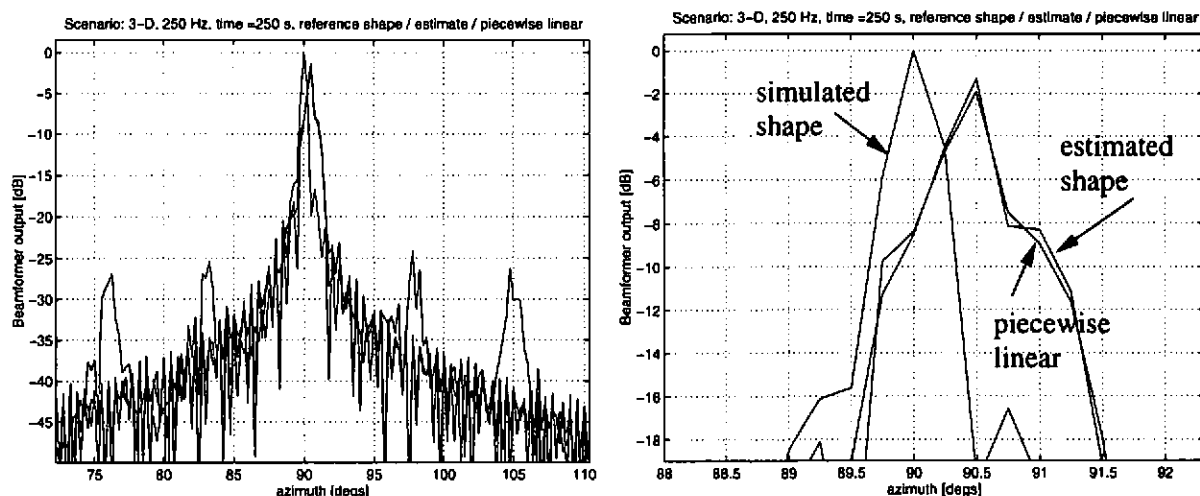 Scenario: 3-D, 250 Hz, time =250 s, reference shape / estimate / piecewise linear
0
-5
-10
-15
-20
-25
-30
-35
-40
-45
Beamformer output [dB]
75 80 85 90 95 100 105 110
azimuth [degs]
Scenario: 3-D, 250 Hz, time =250 s, reference shape / estimate / piecewise linear
0
-2
-4
-6
-8
-10
-12
-14
-16
-18
Beamformer output [dB]
simulated
shape
estimated
shape
piecewise
linear
88 88.5 89 89.5 90 90.5 91 91.5 92
azimuth [degs]